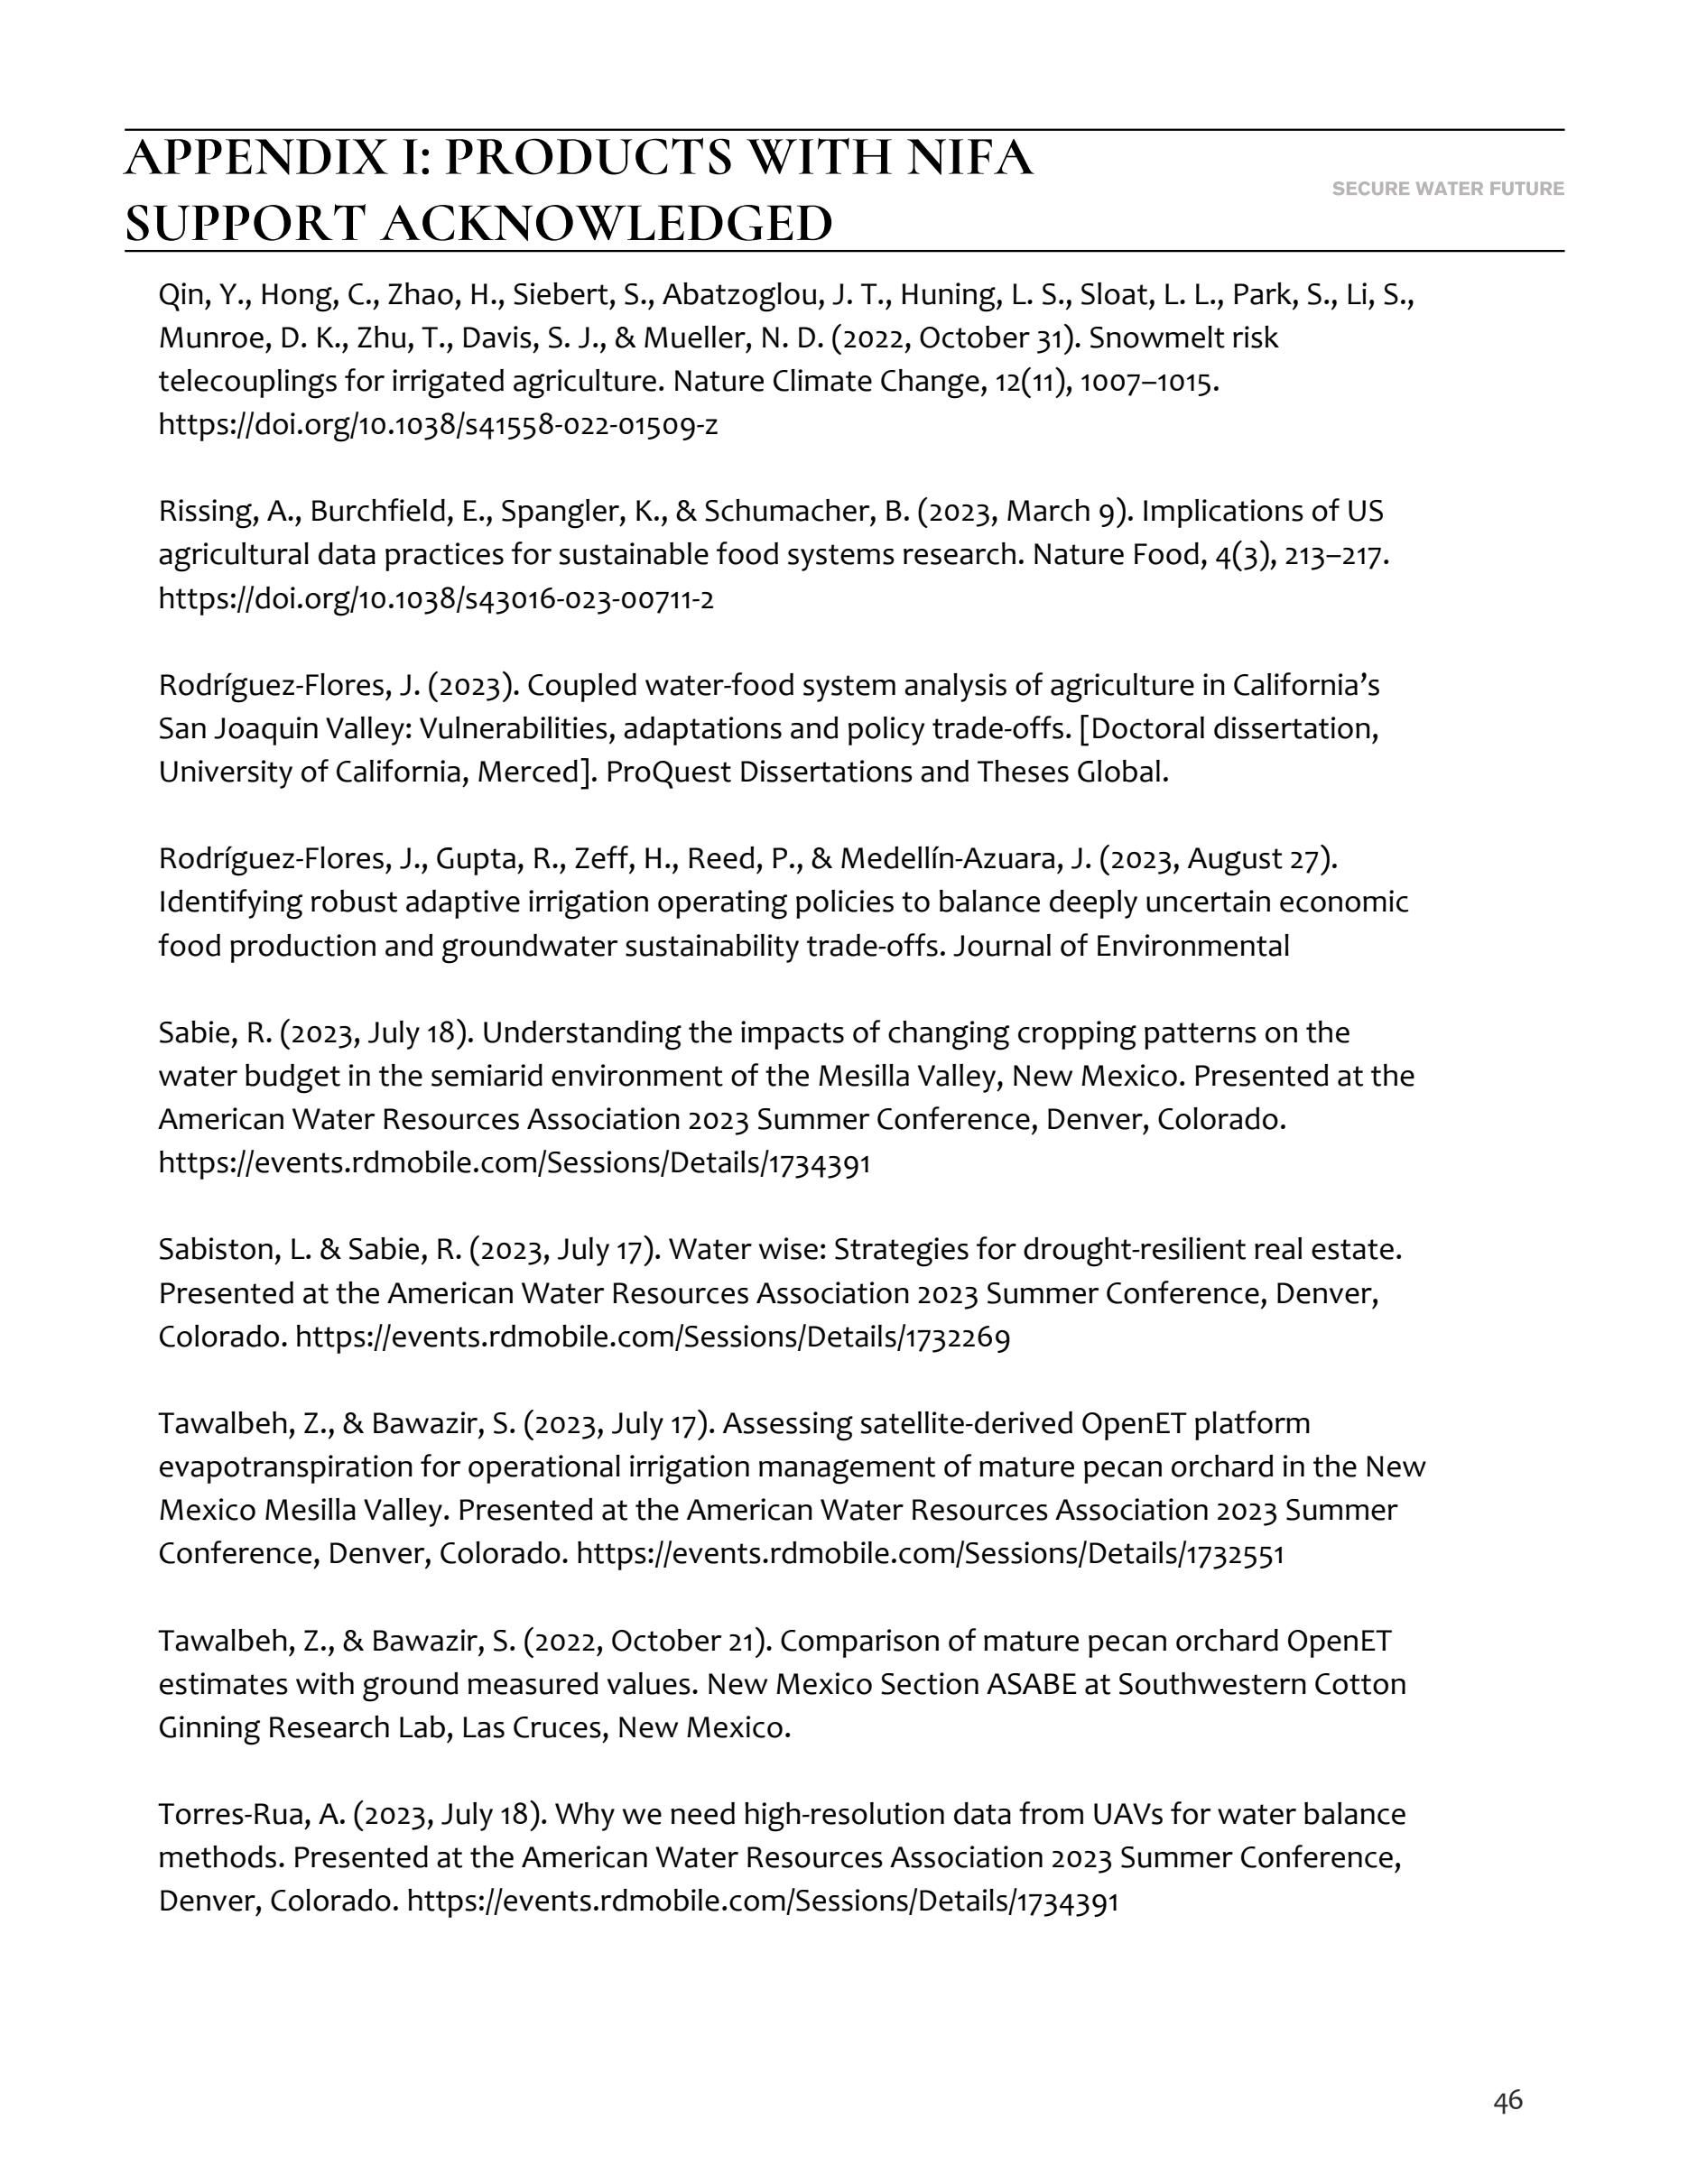 APPENDIX I: PRODUCTS WITH NIFA
SUPPORT ACKNOWLEDGED
SECURE WATER FUTURE
Qin, Y., Hong, C., Zhao, H., Siebert, S., Abatzoglou, J. T., Huning, L. S., Sloat, L. L., Park, S., Li, S.,
Munroe, D. K., Zhu, T., Davis, S. J., & Mueller, N. D. (2022, October 31). Snowmelt risk
telecouplings for irrigated agriculture. Nature Climate Change, 12(11), 1007–1015.
https://doi.org/10.1038/s41558-022-01509-z
Rissing, A., Burchfield, E., Spangler, K., & Schumacher, B. (2023, March 9). Implications of US
agricultural data practices for sustainable food systems research. Nature Food, 4(3), 213–217.
https://doi.org/10.1038/s43016-023-00711-2
Rodríguez-Flores, J. (2023). Coupled water-food system analysis of agriculture in California’s
San Joaquin Valley: Vulnerabilities, adaptations and policy trade-offs. [Doctoral dissertation,
University of California, Merced]. ProQuest Dissertations and Theses Global.
Rodríguez-Flores, J., Gupta, R., Zeff, H., Reed, P., & Medellín-Azuara, J. (2023, August 27).
Identifying robust adaptive irrigation operating policies to balance deeply uncertain economic
food production and groundwater sustainability trade-offs. Journal of Environmental
Sabie, R. (2023, July 18). Understanding the impacts of changing cropping patterns on the
water budget in the semiarid environment of the Mesilla Valley, New Mexico. Presented at the
American Water Resources Association 2023 Summer Conference, Denver, Colorado.
https://events.rdmobile.com/Sessions/Details/1734391
Sabiston, L. & Sabie, R. (2023, July 17). Water wise: Strategies for drought-resilient real estate.
Presented at the American Water Resources Association 2023 Summer Conference, Denver,
Colorado. https://events.rdmobile.com/Sessions/Details/1732269
Tawalbeh, Z., & Bawazir, S. (2023, July 17). Assessing satellite-derived OpenET platform
evapotranspiration for operational irrigation management of mature pecan orchard in the New
Mexico Mesilla Valley. Presented at the American Water Resources Association 2023 Summer
Conference, Denver, Colorado. https://events.rdmobile.com/Sessions/Details/1732551
Tawalbeh, Z., & Bawazir, S. (2022, October 21). Comparison of mature pecan orchard OpenET
estimates with ground measured values. New Mexico Section ASABE at Southwestern Cotton
Ginning Research Lab, Las Cruces, New Mexico.
Torres-Rua, A. (2023, July 18). Why we need high-resolution data from UAVs for water balance
methods. Presented at the American Water Resources Association 2023 Summer Conference,
Denver, Colorado. https://events.rdmobile.com/Sessions/Details/1734391
46